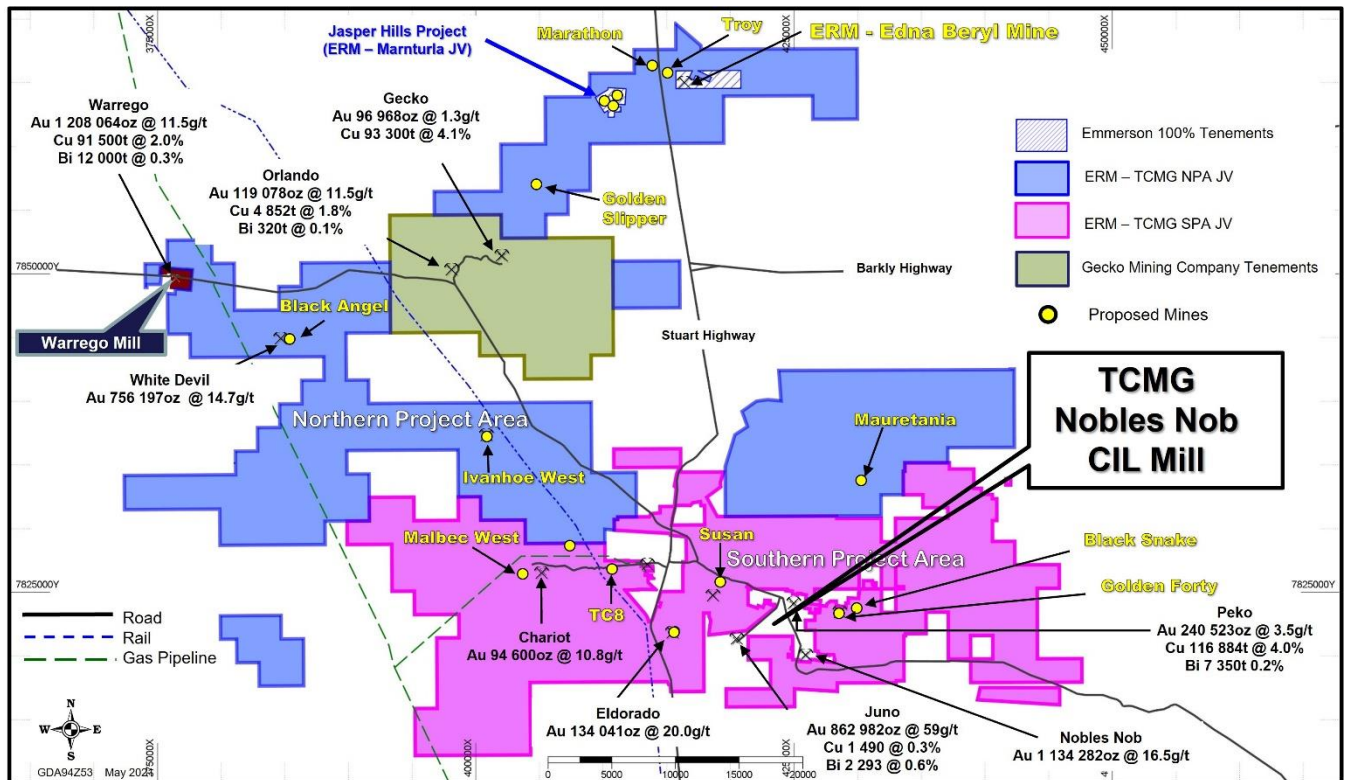 375000X
425000X
450000X
Jasper Hills Project
(ERM – Marnturla JV)
Marathon
Troy
ERM - Edna Beryl Mine
Warrego
Au 1 208 064oz @ 11.5g/t
Cu 91 500t @ 2.0%
Bi 12 000t @ 0.3%
Gecko
Au 96 968oz @ 1.3g/t
Cu 93 300t @ 4.1%
Orlando
Au 119 078oz @ 11.5g/t
Cu 4 852t @ 1.8%
Bi 320t @ 0.1%
Golden
Slipper
Emmerson 100% Tenements
ERM – TCMG NPA JV
ERM – TCMG SPA JV
Gecko Mining Company Tenements
Proposed Mines
7850000Y
Barkly Highway
Black Angel
Warrego Mill
Stuart Highway
White Devil
Au 756 197oz @ 14.7g/t
TCMG
Nobles Nob
CIL Mill
Northern Project Area
Mauretania
Ivanhoe West
Malbec West
Susan
Southern Project Area
Black Snake
Golden Forty
7825000Y
7825000Y
TC8
Road
Rail
Gas Pipeline
Chariot
Au 94 600oz @ 10.8g/t
Peko
Au 240 523oz @ 3.5g/t
Cu 116 884t @ 4.0%
Bi 7 350t 0.2%
Eldorado
Au 134 041oz @ 20.0g/t
Juno
Au 862 982oz @ 59g/t
Cu 1 490 @ 0.3%
Bi 2 293 @ 0.6%
Nobles Nob
Au 1 134 282oz @ 16.5g/t
N
W E
S
GDA94Z53 May 2024
375000X
400000X
425000X
0 5000 10000 15000 20000